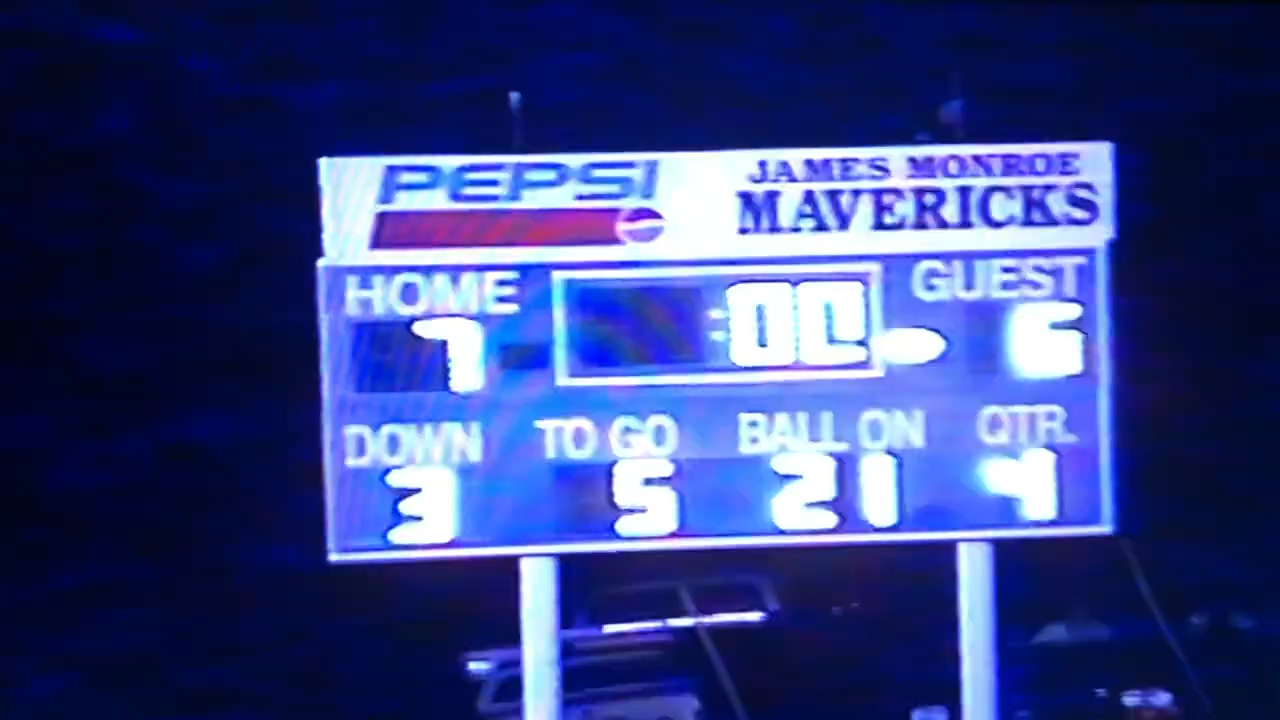 PEPSI
JAMES MONROE
MAVERICKS
HOME
GUEST
7
:00
6
DOWN
TO GO
BALL ON
QTR.
3
5
21
4